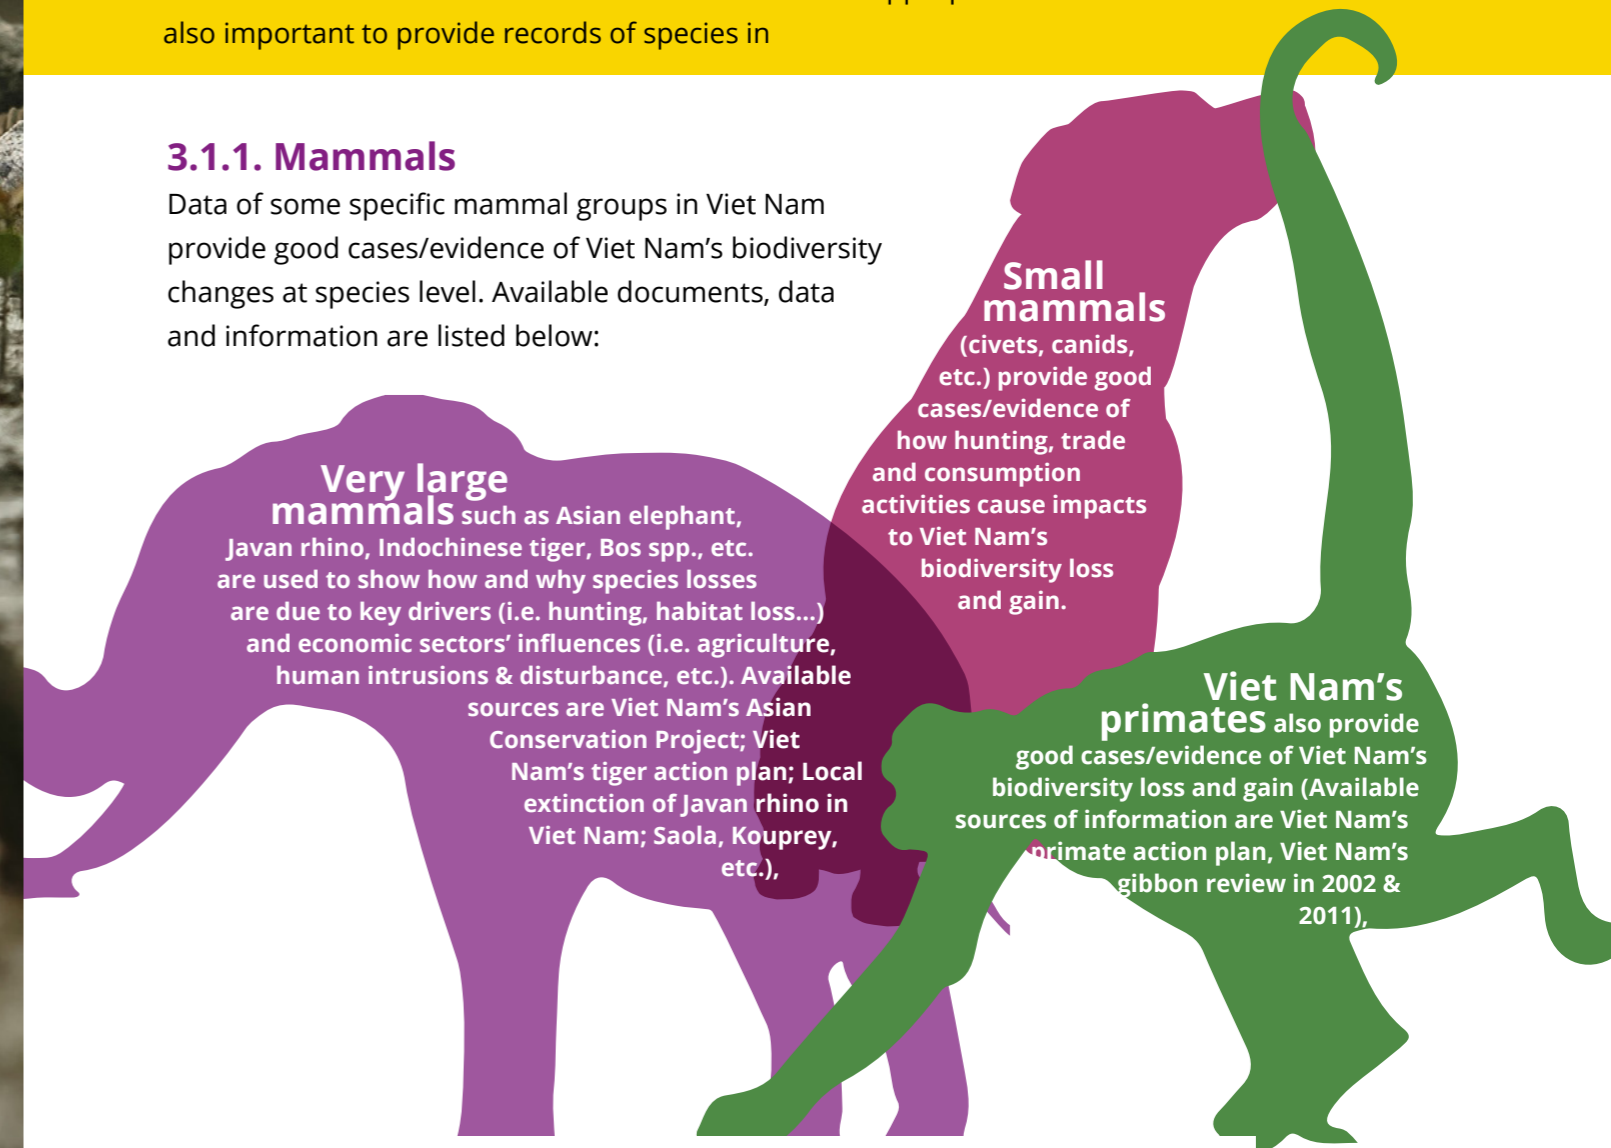 also important to provide records of species in
3.1.1. Mammals
Data of some specific mammal groups in Viet Nam
provide good cases/evidence of Viet Nam's biodiversity
changes at species level. Available documents, data
and information are listed below:
Very large
mammals such as Asian elephant,
Javan rhino, Indochinese tiger, Bos spp., etc.
are used to show how and why species losses
are due to key drivers (i.e. hunting, habitat loss...)
and economic sectors' influences (i.e. agriculture,
human intrusions & disturbance, etc.). Available
sources are Viet Nam's Asian
Conservation Project; Viet
Nam's tiger action plan; Local
extinction of Javan rhino in
Viet Nam; Saola, Kouprey,
etc.),
Small
mammals
(civets, canids,
etc.) provide good
cases/evidence of
how hunting, trade
and consumption
activities cause impacts
to Viet Nam's
biodiversity loss
and gain.
Viet Nam's
primates also provide
good cases/evidence of Viet Nam's
biodiversity loss and gain (Available
sources of information are Viet Nam's
primate action plan, Viet Nam's
gibbon review in 2002 &
2011),